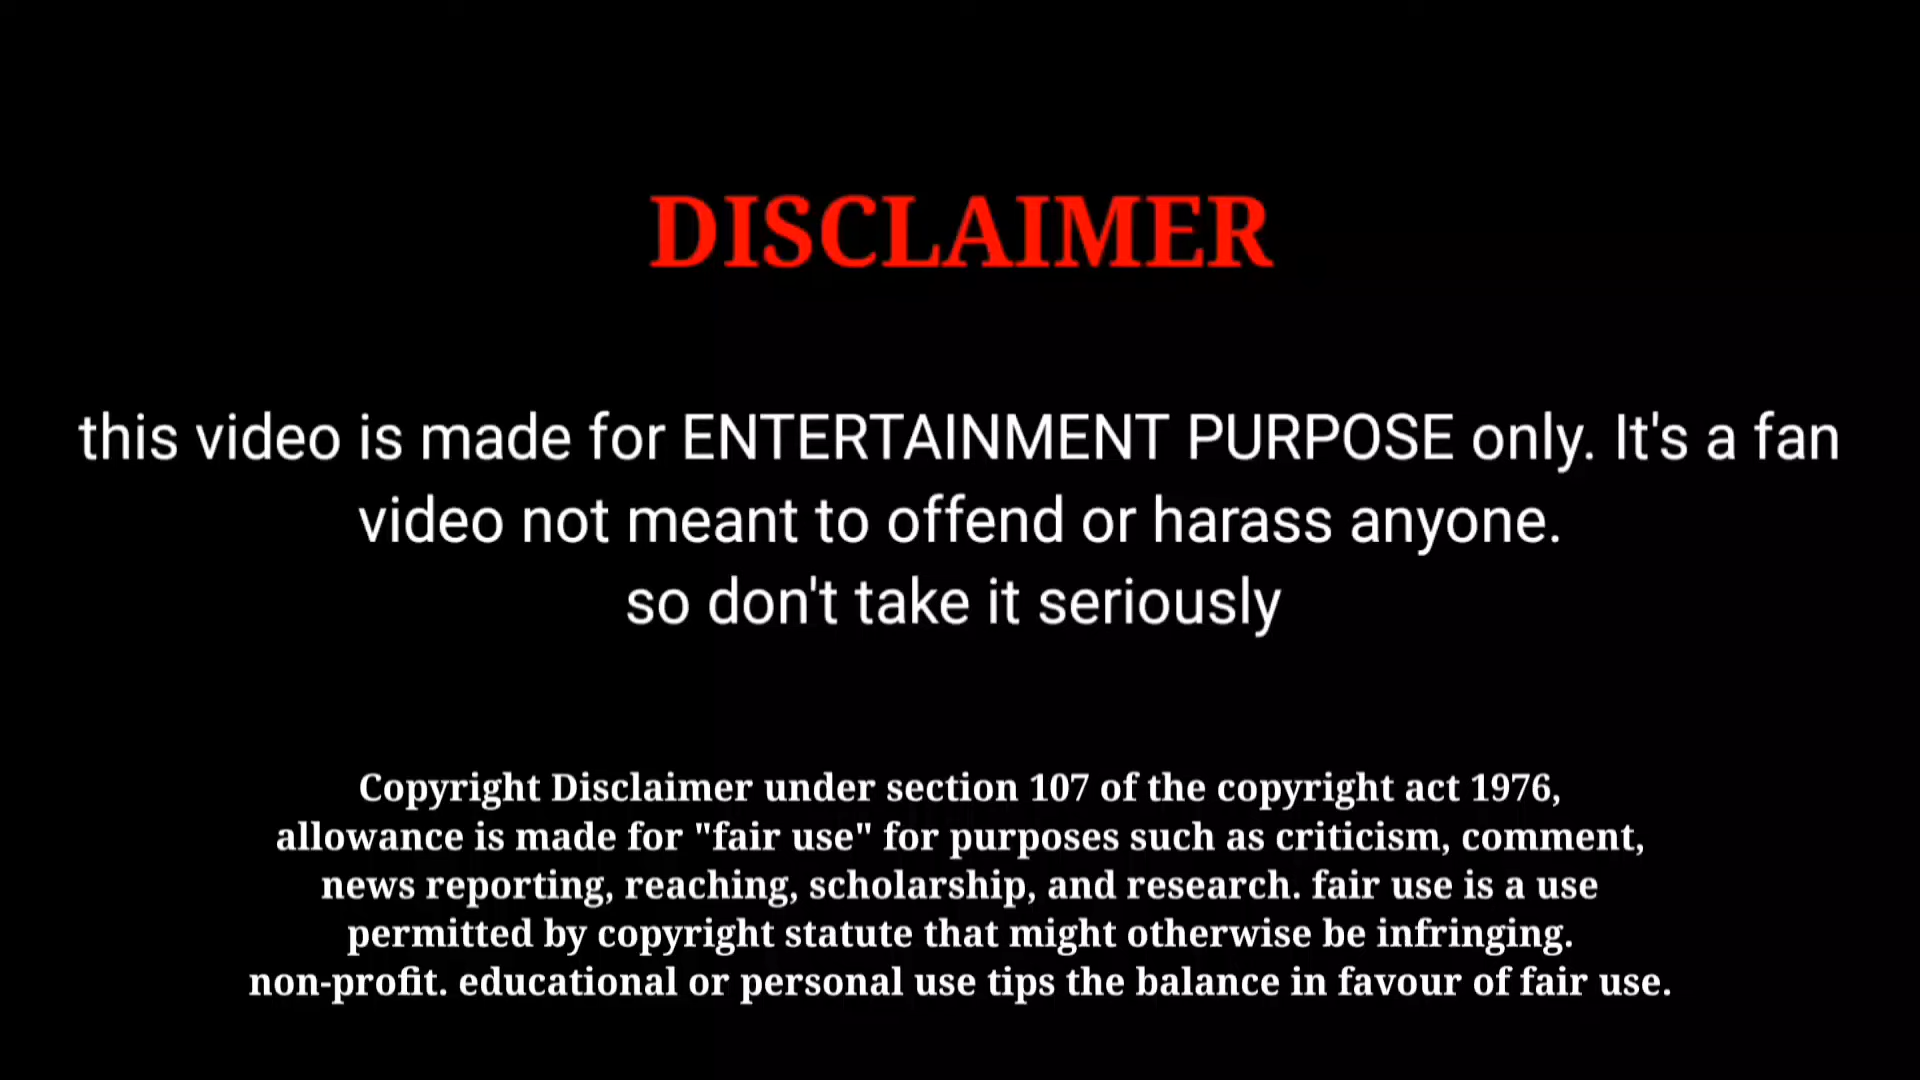 DISCLAIMER
this video is made for ENTERTAINMENT PURPOSE only. It's a fan
video not meant to offend or harass anyone.
so don't take it seriously
Copyright Disclaimer under section 107 of the copyright act 1976,
allowance is made for "fair use" for purposes such as criticism, comment,
news reporting, reaching, scholarship, and research. fair use is a use
permitted by copyright statute that might otherwise be infringing.
non-profit. educational or personal use tips the balance in favour of fair use.